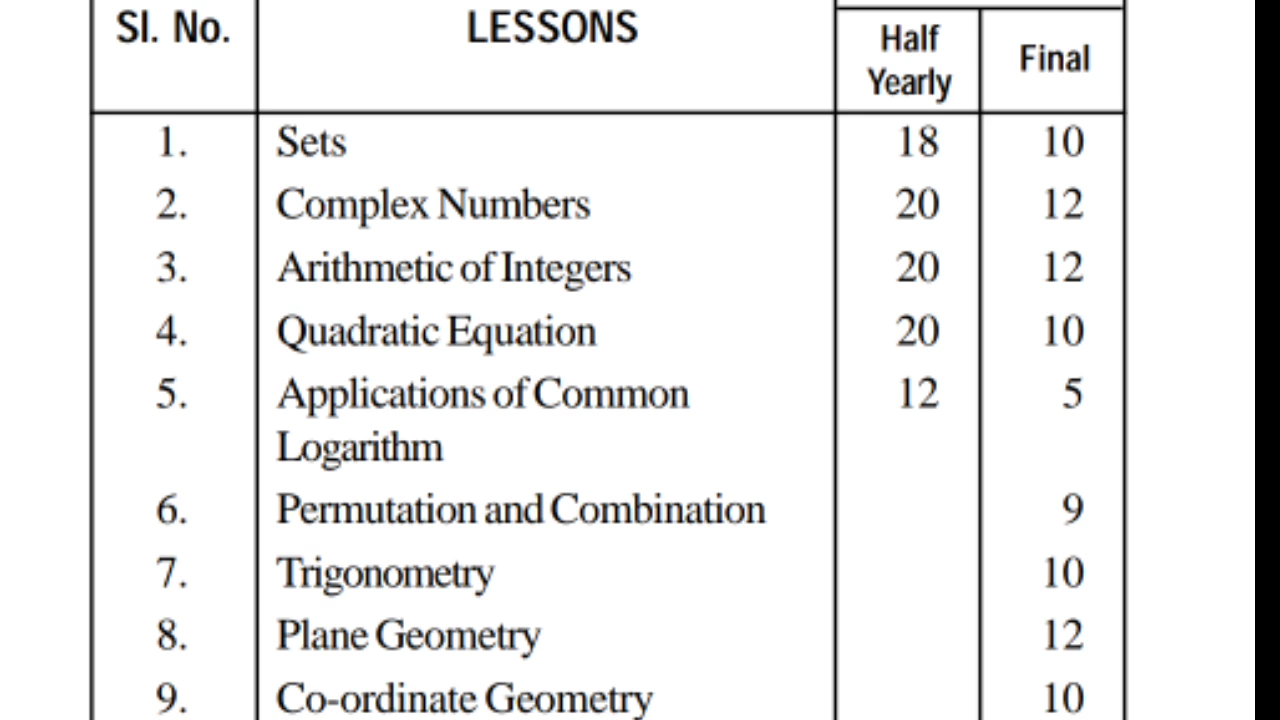 Sl. No. LESSONS Half Yearly Final
1. Sets 18 10
2. Complex Numbers 20 12
3. Arithmetic of Integers 20 12
4. Quadratic Equation 20 10
5. Applications of Common 12 5
Logarithm
6. Permutation and Combination 9
7. Trigonometry 10
8. Plane Geometry 12
9. Co-ordinate Geometry 10